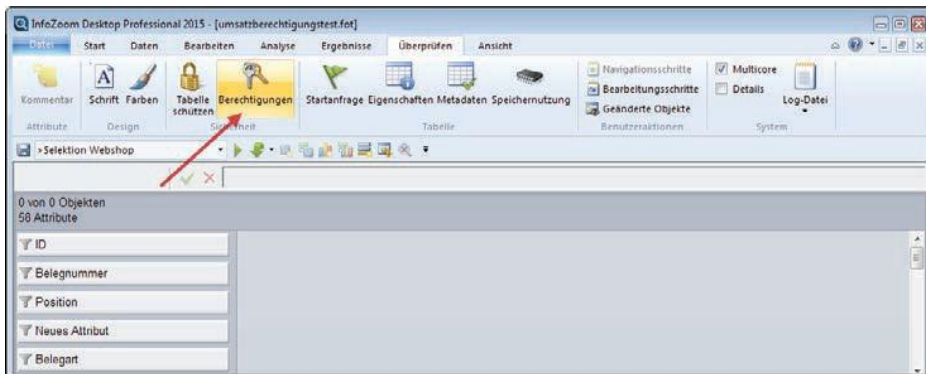 InfoZoom Desktop Professional 2015 - [umsatzberechtigungstest.fot]
Datei Start Daten Bearbeiten Analyse Ergebnisse Überprüfen Ansicht
Kommentar
Schrift Farben
Tabelle schützen
Berechtigungen
Startanfrage Eigenschaften Metadaten Speichernutzung
Navigationsschritte
Bearbeitungsschritte
Geänderte Objekte
Multicore
Details
Log-Datei
Attribute Design Sicherheit Tabelle Benutzeraktionen System
»Selektion Webshop
0 von 0 Objekten
58 Attribute
ID
Belegnummer
Position
Neues Attribut
Belegart